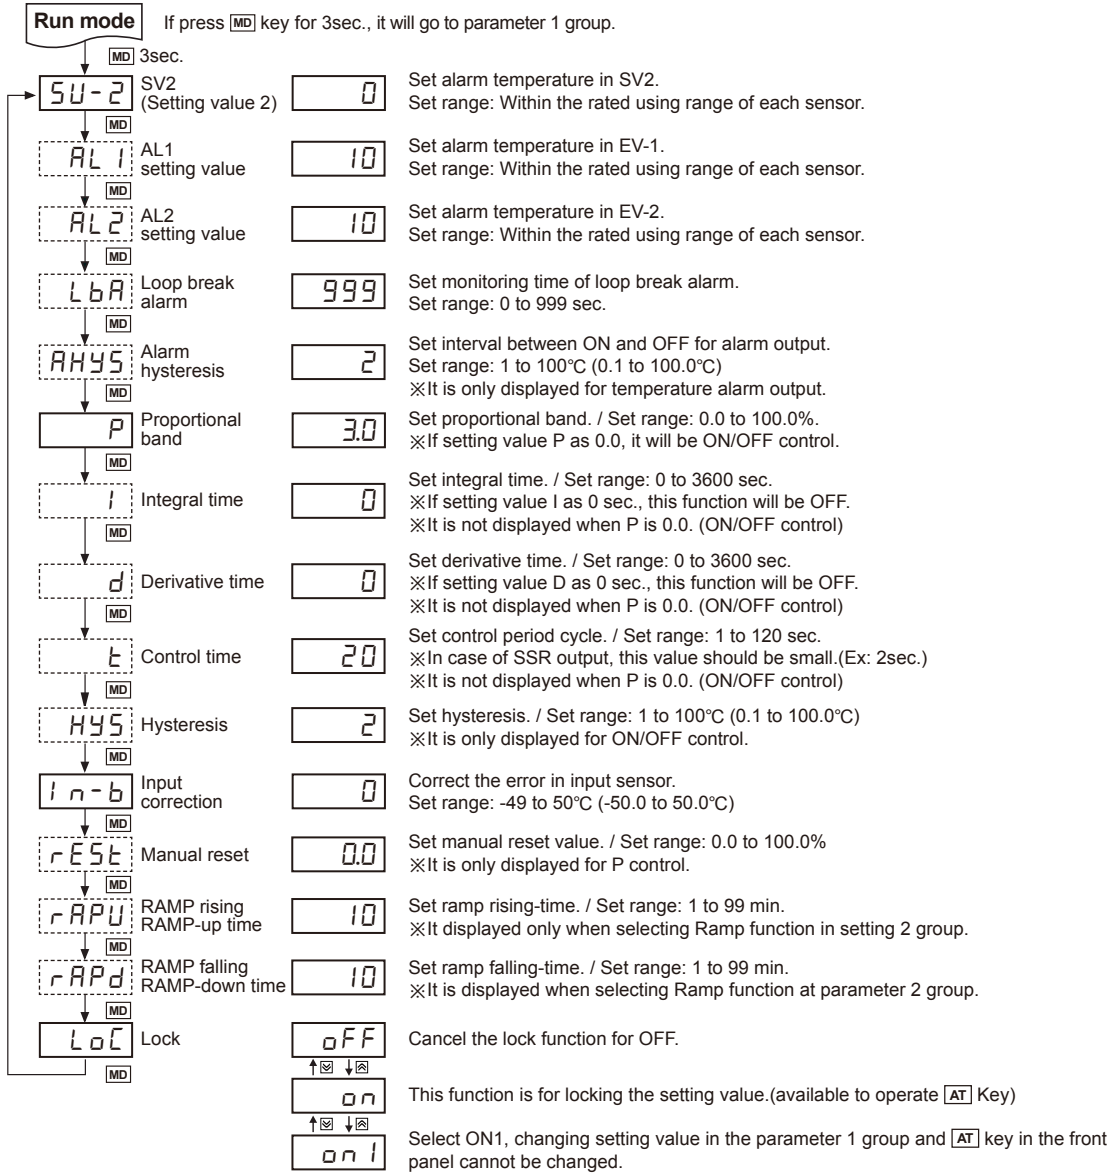 Run mode If press MD key for 3sec., it will go to parameter 1 group.
MD 3sec.
SU-2 SV2 0 Set alarm temperature in SV2.
(Setting value 2) Set range: Within the rated using range of each sensor.
MD
AL1 AL1 10 Set alarm temperature in EV-1.
setting value Set range: Within the rated using range of each sensor.
MD
AL2 AL2 10 Set alarm temperature in EV-2.
setting value Set range: Within the rated using range of each sensor.
MD
LbA Loop break 999 Set monitoring time of loop break alarm.
alarm Set range: 0 to 999 sec.
MD
Set interval between ON and OFF for alarm output.
AHYS Alarm 2 Set range: 1 to 100℃ (0.1 to 100.0℃)
hysteresis ※It is only displayed for temperature alarm output.
MD
P Proportional 3.0 Set proportional band. / Set range: 0.0 to 100.0%.
band ※If setting value P as 0.0, it will be ON/OFF control.
MD
Set integral time. / Set range: 0 to 3600 sec.
I Integral time 0 ※If setting value I as 0 sec., this function will be OFF.
※It is not displayed when P is 0.0. (ON/OFF control)
MD
Set derivative time. / Set range: 0 to 3600 sec.
d Derivative time 0 ※If setting value D as 0 sec., this function will be OFF.
※It is not displayed when P is 0.0. (ON/OFF control)
MD
Set control period cycle. / Set range: 1 to 120 sec.
t Control time 20 ※In case of SSR output, this value should be small.(Ex: 2sec.)
※It is not displayed when P is 0.0. (ON/OFF control)
MD
HYS Hysteresis 2 Set hysteresis. / Set range: 1 to 100℃ (0.1 to 100.0℃)
※It is only displayed for ON/OFF control.
MD
In-b Input 0 Correct the error in input sensor.
correction Set range: -49 to 50℃ (-50.0 to 50.0℃)
MD
rESt Manual reset 0.0 Set manual reset value. / Set range: 0.0 to 100.0%
※It is only displayed for P control.
MD
rAPU RAMP rising 10 Set ramp rising-time. / Set range: 1 to 99 min.
RAMP-up time ※It displayed only when selecting Ramp function in setting 2 group.
MD
rAPd RAMP falling 10 Set ramp falling-time. / Set range: 1 to 99 min.
RAMP-down time ※It is displayed when selecting Ramp function at parameter 2 group.
MD
LoC Lock oFF Cancel the lock function for OFF.
MD
on This function is for locking the setting value.(available to operate AT Key)
on1 Select ON1, changing setting value in the parameter 1 group and AT key in the front
panel cannot be changed.